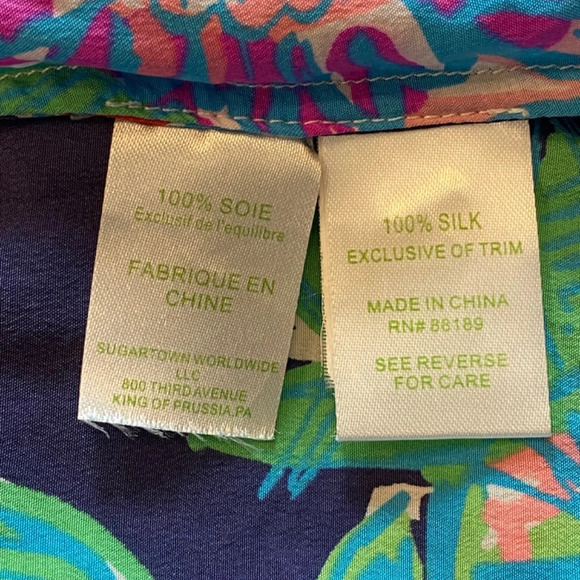 100% SOIE
Exclusif de l'equilibre
FABRIQUE EN
CHINE
SUGARTOWN WORLDWIDE
LLC
800 THIRD AVENUE
KING OF PRUSSIA.PA
100% SILK
EXCLUSIVE OF TRIM
MADE IN CHINA
RN# 88189
SEE REVERSE
FOR CARE